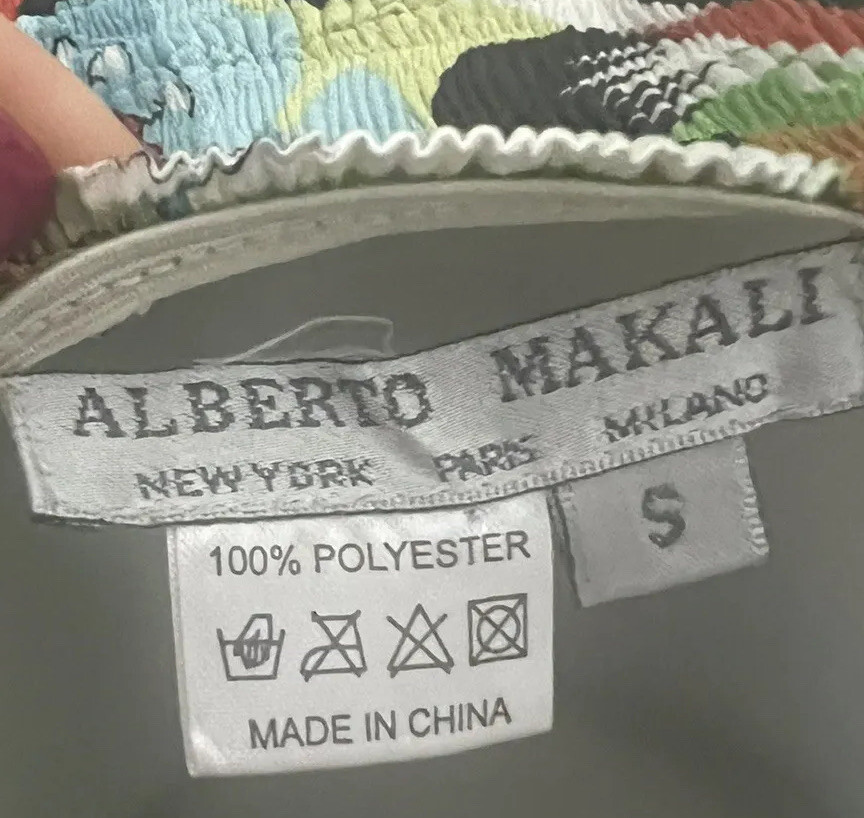 ALBERTO MAKALI
NEW YORK PARIS MILANO
S
100% POLYESTER
MADE IN CHINA